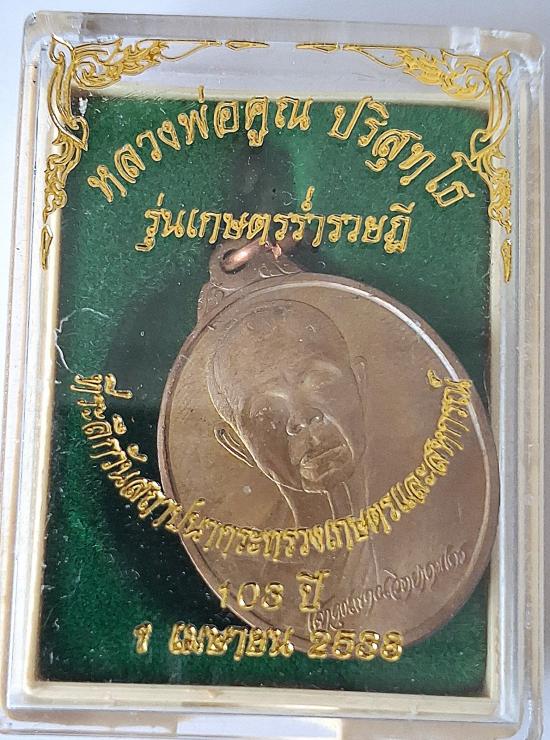 หลวงพ่อคูณ ปริสุทฺโธ
รุ่นเกษตรร่ำรวยฎี
ที่ระลึกวันสถาปนากระทรวงเกษตรและสหกรณ์
103 ปี
1 เมษายน 2538